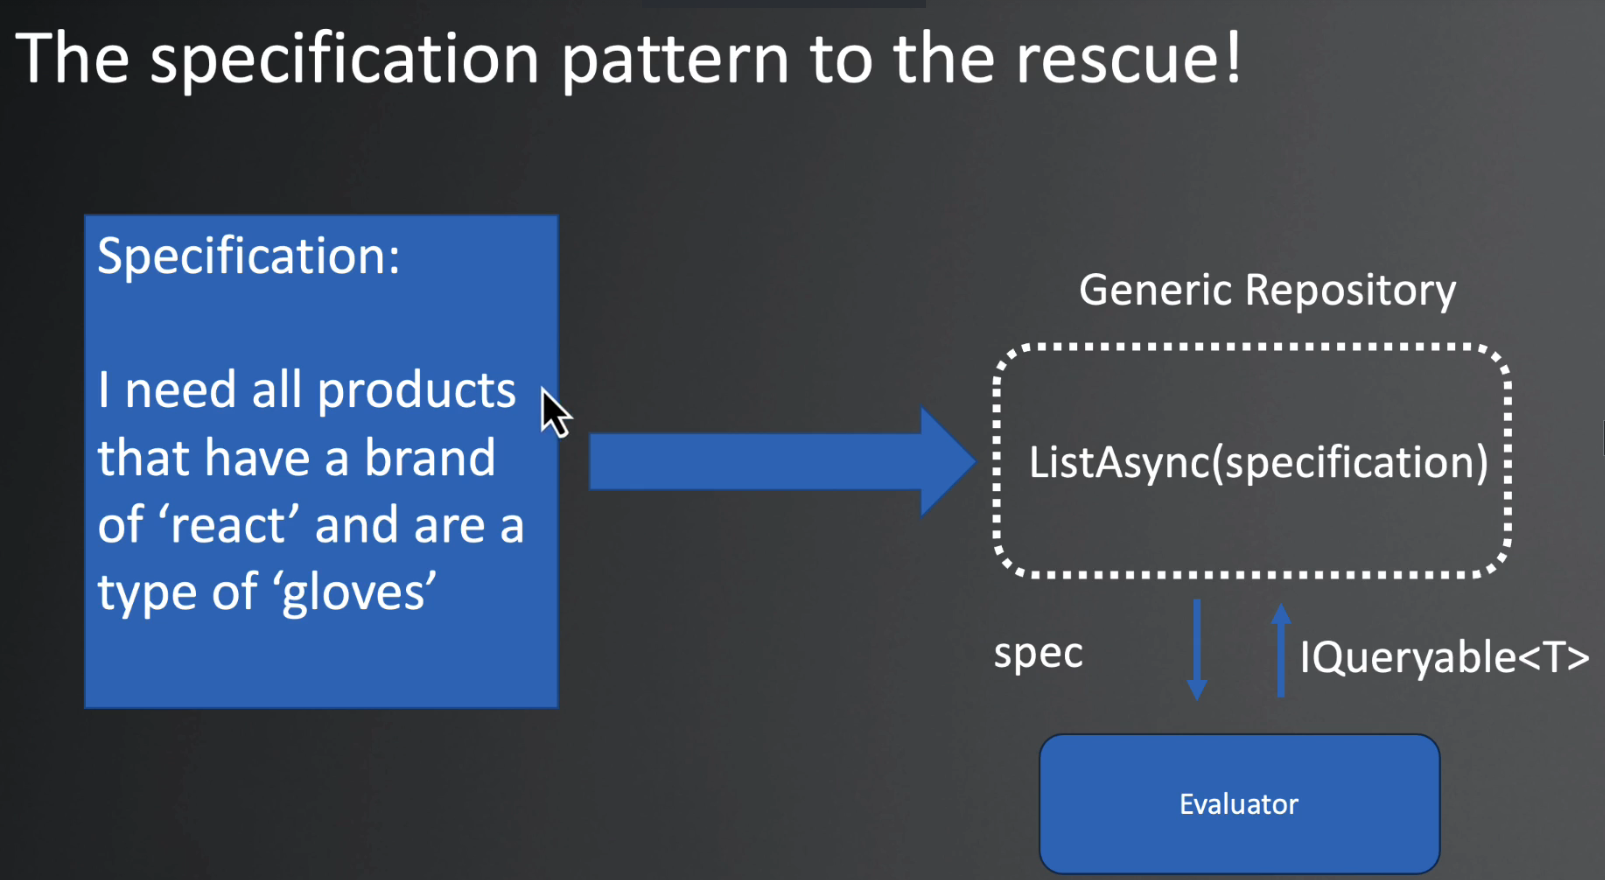 The specification pattern to the rescue!
Specification:
I need all products
that have a brand
of ‘react’ and are a
type of ‘gloves’
Generic Repository
ListAsync(specification)
spec
IQueryable<T>
Evaluator